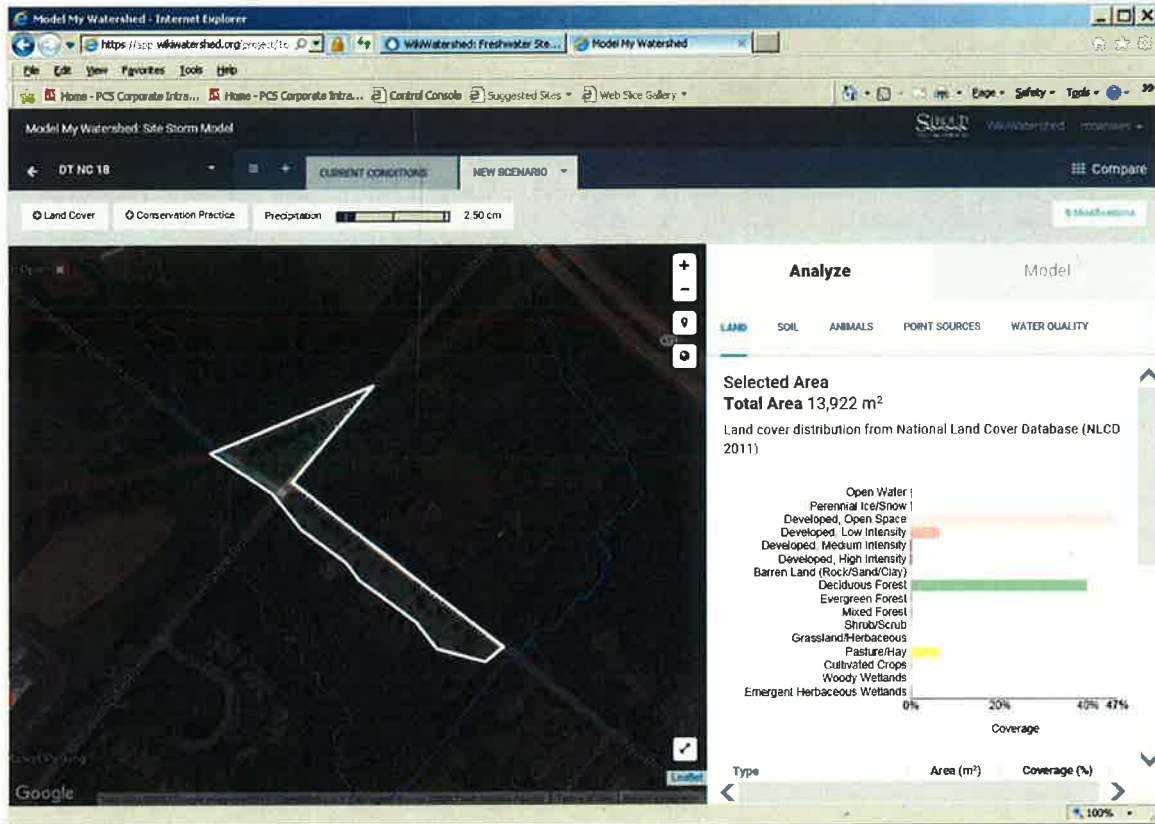 Model My Watershed - Internet Explorer
WikiWatershed: Freshwater Ste...
Model My Watershed
File Edit View Favorites Tools Help
Home - PCS Corporate Intra...
Home - PCS Corporate Intra...
Control Console
Suggested Sites
Web Slice Gallery
Page
Safety
Tools
Model My Watershed: Site Storm Model
WikiWatershed
DT NC 18
CURRENT CONDITIONS
NEW SCENARIO
Compare
Land Cover
Conservation Practice
Precipitation
2.50 cm
Modifications
Analyze
Model
LAND
SOIL
ANIMALS
POINT SOURCES
WATER QUALITY
Selected Area
Total Area 13,922 m²
Land cover distribution from National Land Cover Database (NLCD
2011)
Open Water
Perennial Ice/Snow
Developed, Open Space
Developed, Low Intensity
Developed, Medium Intensity
Developed, High Intensity
Barren Land (Rock/Sand/Clay)
Deciduous Forest
Evergreen Forest
Mixed Forest
Shrub/Scrub
Grassland/Herbaceous
Pasture/Hay
Cultivated Crops
Woody Wetlands
Emergent Herbaceous Wetlands
0% 20% 40% 47%
Coverage
Type Area (m²) Coverage (%)
Leaflet
Google
100%